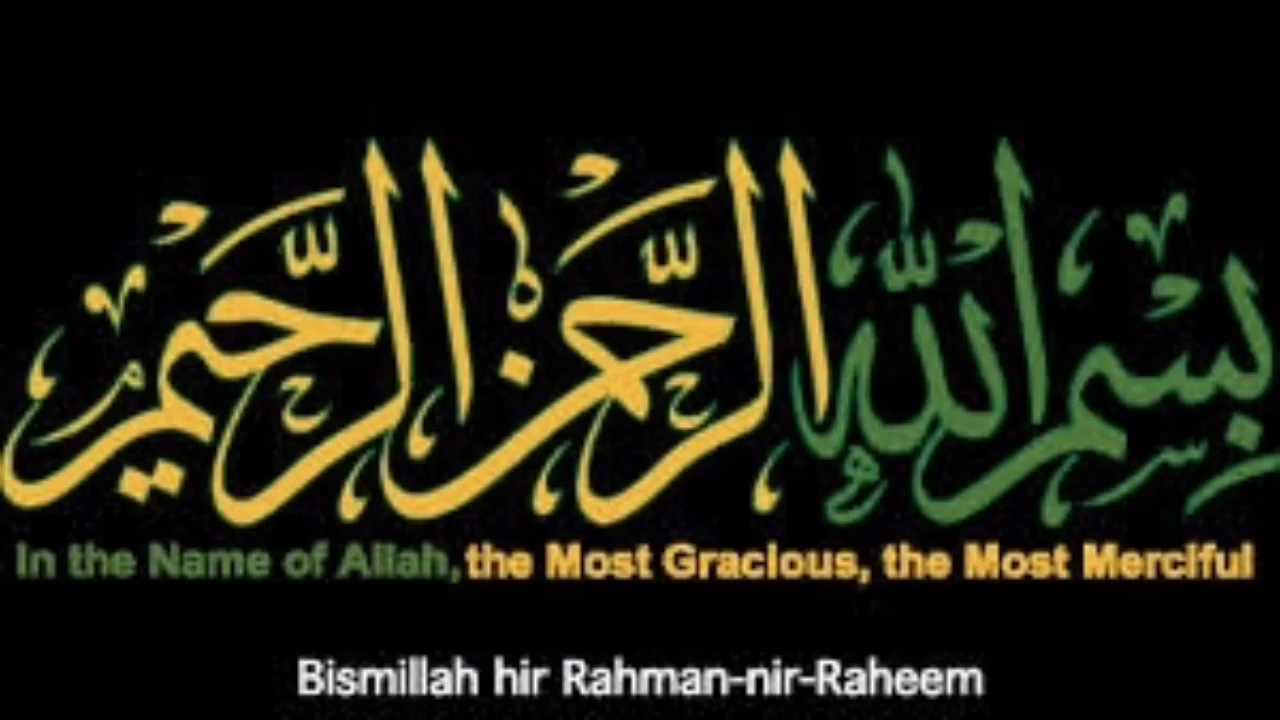 بسم الله الرحمن الرحيم
In the Name of Allah, the Most Gracious, the Most Merciful
Bismillah hir Rahman-nir-Raheem